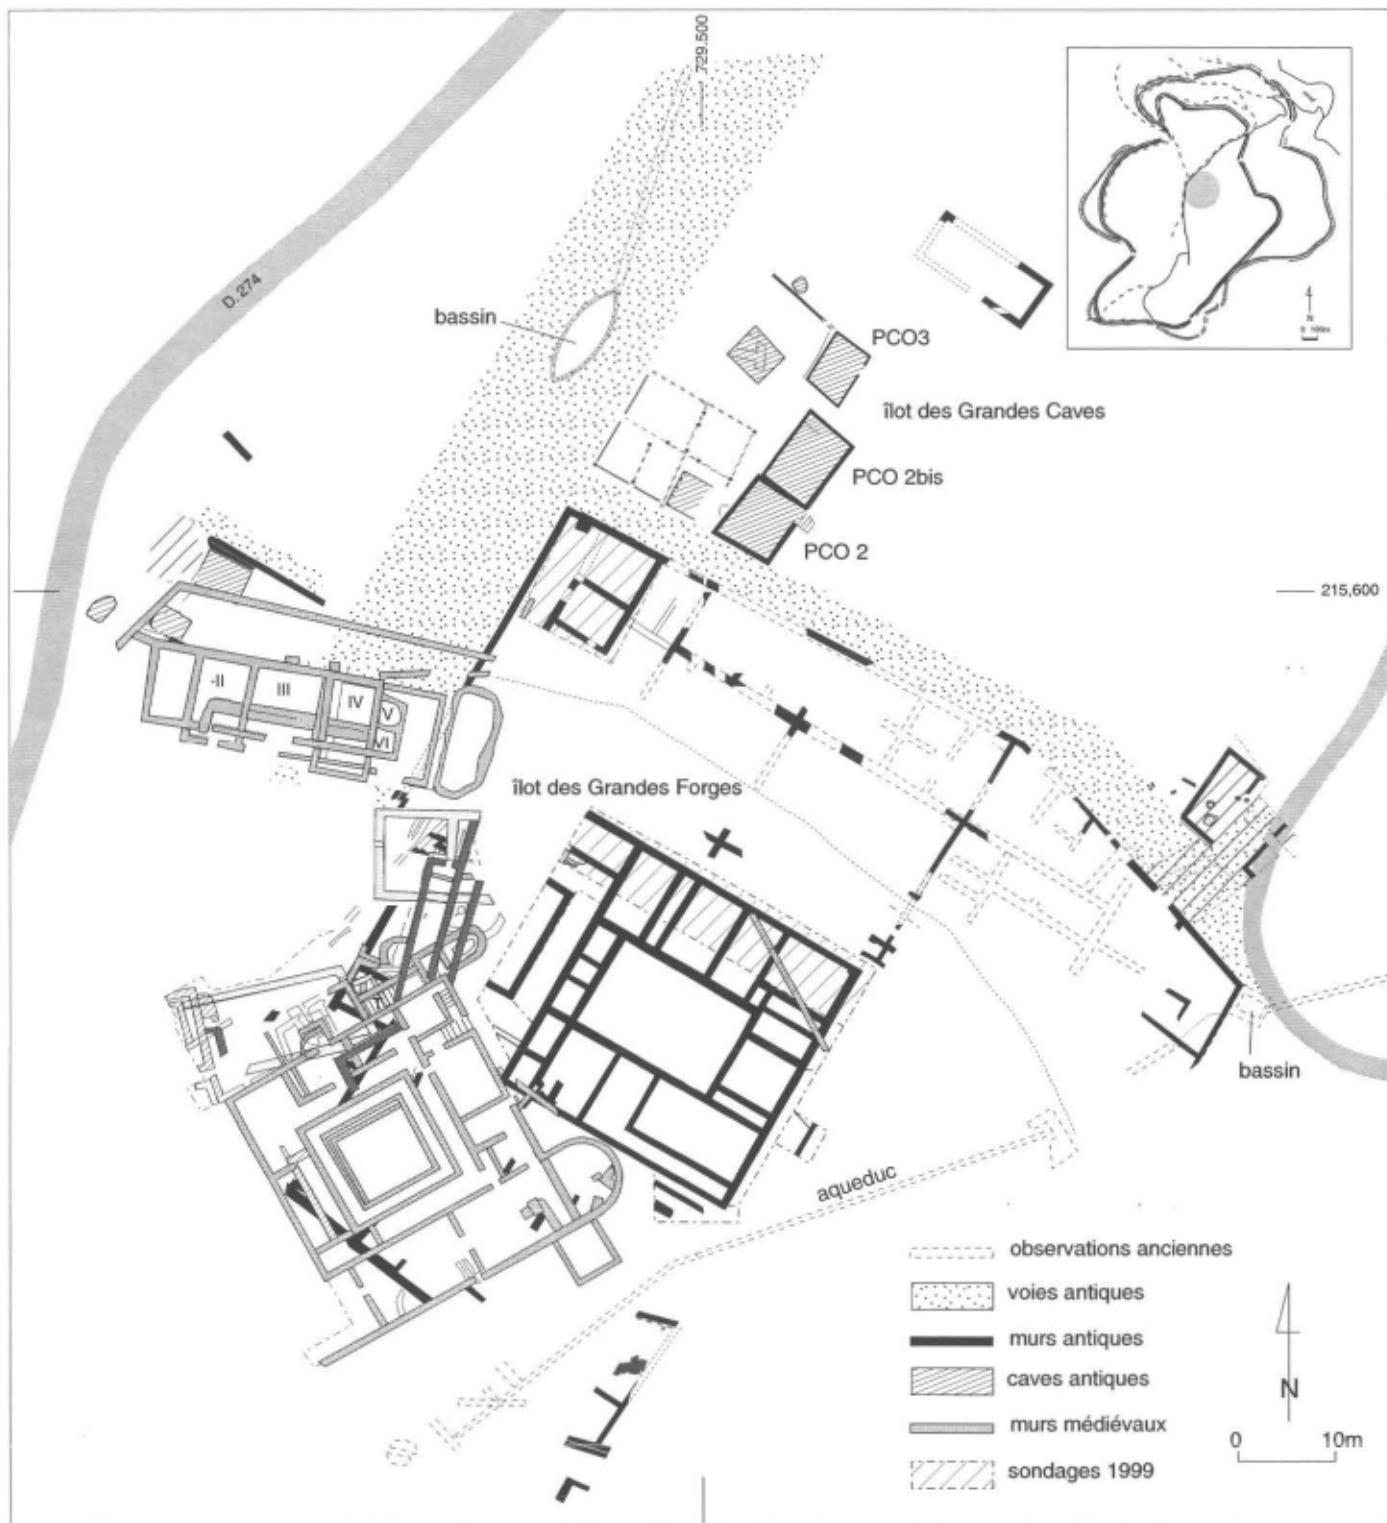 729.500
N
0 100m
D. 274
bassin
PCO3
îlot des Grandes Caves
PCO 2bis
PCO 2
215,600
II
III
IV
V
VI
îlot des Grandes Forges
bassin
aqueduc
observations anciennes
voies antiques
murs antiques
caves antiques
murs médiévaux
sondages 1999
N
0 10m